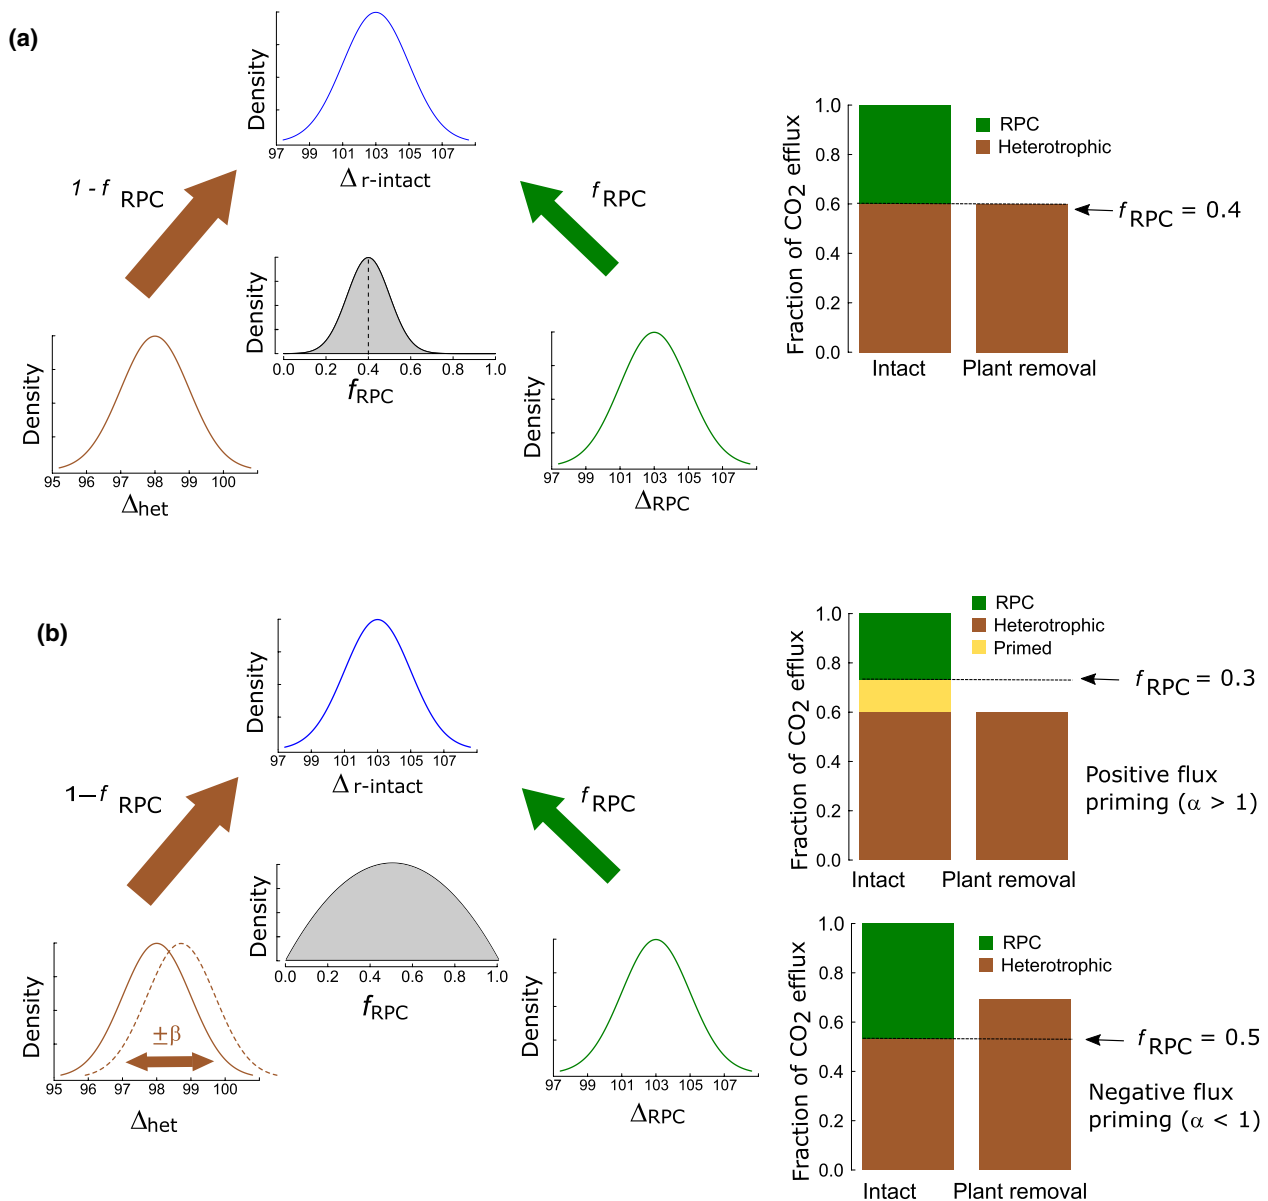 (a)
Density
97 99 101 103 105 107
Δ r-intact
1 - f RPC
f RPC
Density
0.0 0.2 0.4 0.6 0.8 1.0
fRPC
Density
95 96 97 98 99 100
Δhet
Density
97 99 101 103 105 107
ΔRPC
Fraction of CO2 efflux
1.0
0.8
0.6
0.4
0.2
0.0
RPC
Heterotrophic
f RPC = 0.4
Intact Plant removal
(b)
Density
97 99 101 103 105 107
Δ r-intact
1−f RPC
f RPC
Density
0.0 0.2 0.4 0.6 0.8 1.0
fRPC
Density
±β
95 96 97 98 99 100
Δhet
Density
97 99 101 103 105 107
ΔRPC
Fraction of CO2 efflux
1.0
0.8
0.6
0.4
0.2
0.0
RPC
Heterotrophic
Primed
f RPC = 0.3
Positive flux
priming (α > 1)
Intact Plant removal
Fraction of CO2 efflux
1.0
0.8
0.6
0.4
0.2
0.0
RPC
Heterotrophic
f RPC = 0.5
Negative flux
priming (α < 1)
Intact Plant removal